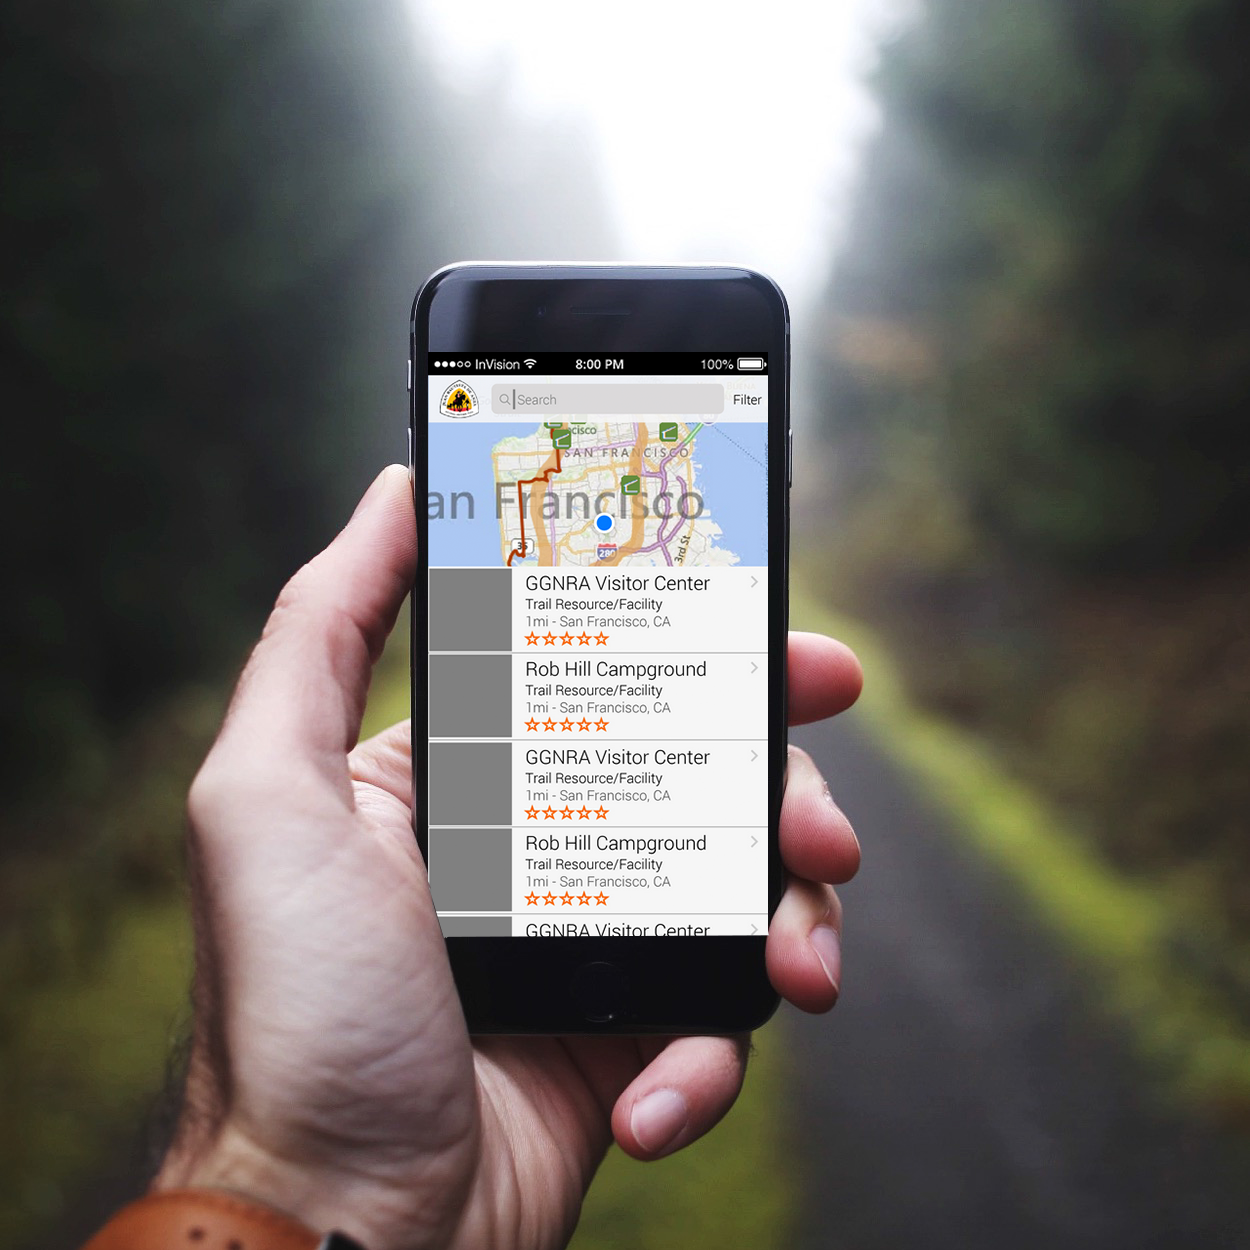 InVision 8:00 PM 100%
Search Filter
cisco
SAN FRANCISCO
an Francisco
35
280
3rd St
GGNRA Visitor Center
Trail Resource/Facility
1mi - San Francisco, CA
Rob Hill Campground
Trail Resource/Facility
1mi - San Francisco, CA
GGNRA Visitor Center
Trail Resource/Facility
1mi - San Francisco, CA
Rob Hill Campground
Trail Resource/Facility
1mi - San Francisco, CA
GGNRA Visitor Center